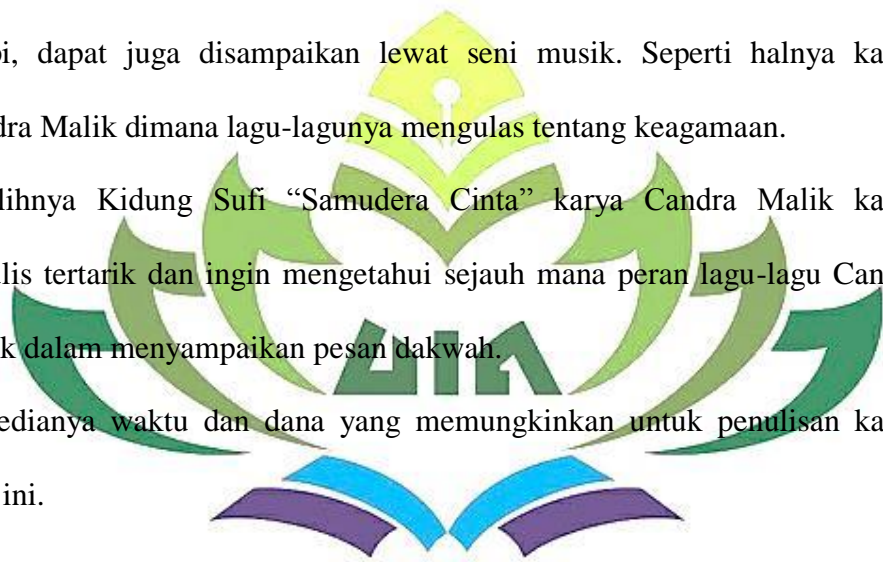 pi, dapat juga disampaikan lewat seni musik. Seperti halnya ka
dra Malik dimana lagu-lagunya mengulas tentang keagamaan.
lihnya Kidung Sufi “Samudera Cinta” karya Candra Malik ka
ulis tertarik dan ingin mengetahui sejauh mana peran lagu-lagu Can
k dalam menyampaikan pesan dakwah.
edianya waktu dan dana yang memungkinkan untuk penulisan ka
ini.